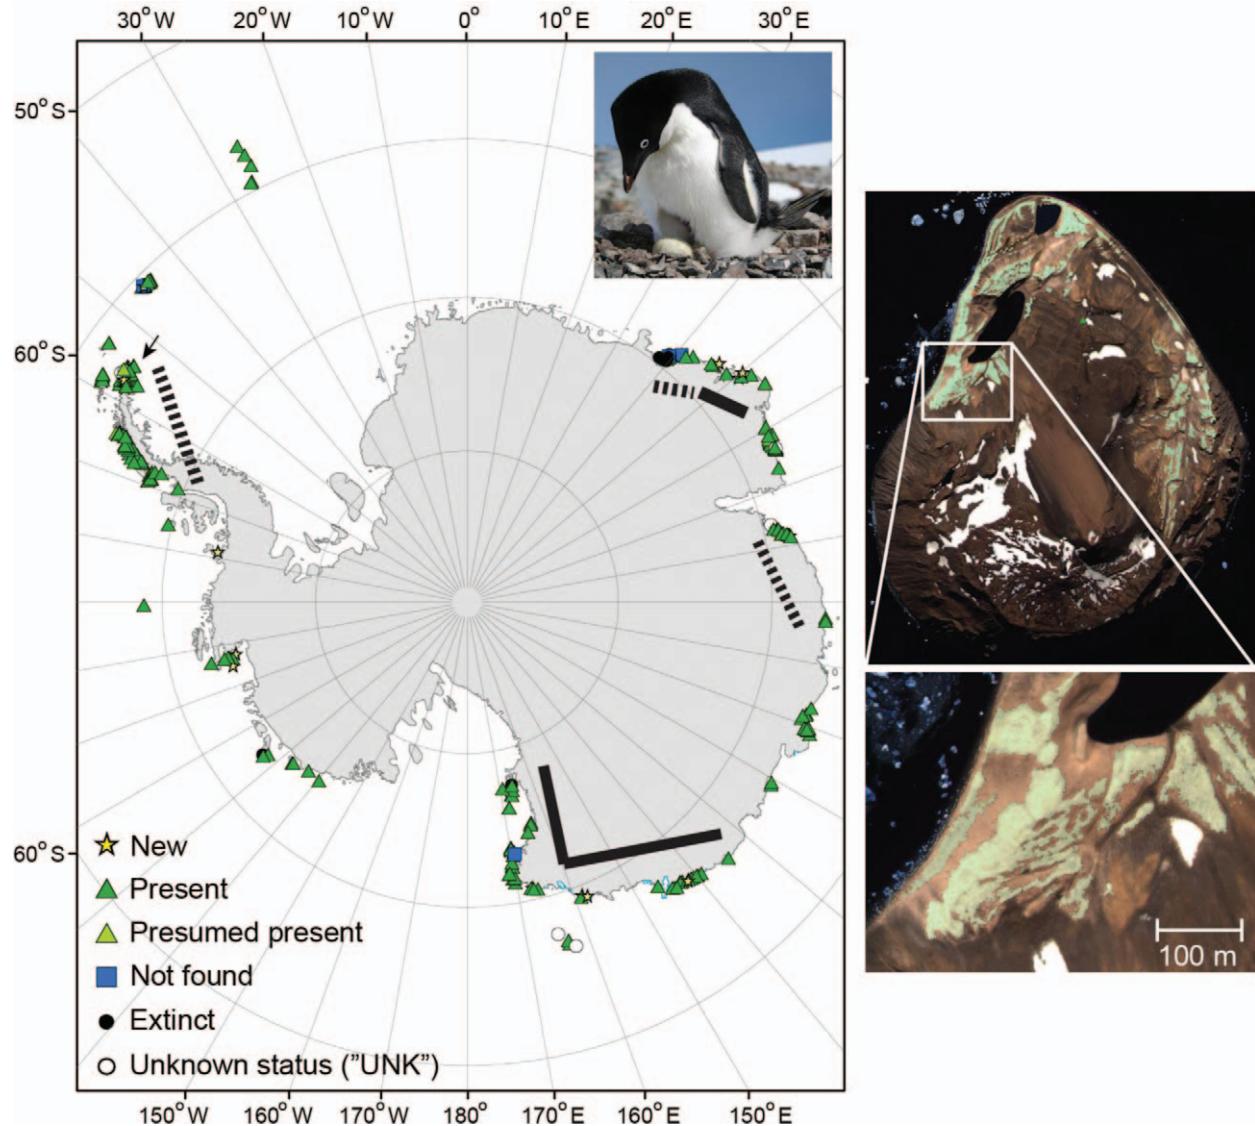 30°W 20°W 10°W 0° 10°E 20°E 30°E
50°S
60°S
60°S
New
Present
Presumed present
Not found
Extinct
Unknown status (”UNK”)
150°W 160°W 170°W 180° 170°E 160°E 150°E
100 m